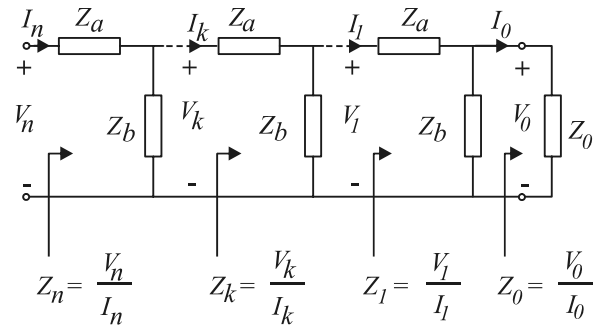 I_n Z_a I_k Z_a I_1 Z_a I_0
+ + + +
V_n Z_b V_k Z_b V_1 Z_b V_0 Z_0
- - - -
Z_n = V_n / I_n Z_k = V_k / I_k Z_1 = V_1 / I_1 Z_0 = V_0 / I_0